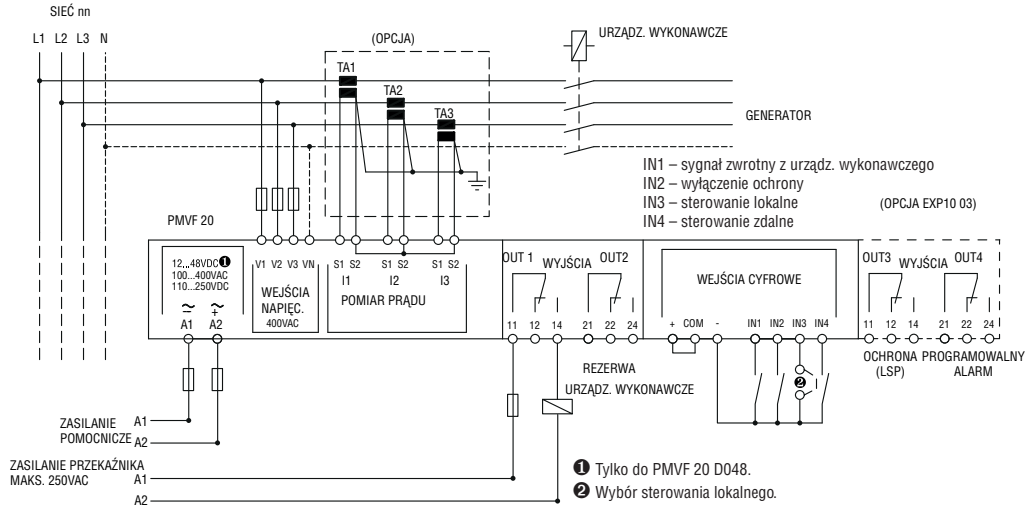 SIEĆ nn
L1 L2 L3 N
(OPCJA)
URZĄDZ. WYKONAWCZE
TA1
TA2
TA3
GENERATOR
IN1 – sygnał zwrotny z urządz. wykonawczego
IN2 – wyłączenie ochrony
IN3 – sterowanie lokalne
IN4 – sterowanie zdalne
(OPCJA EXP10 03)
PMVF 20
12,,,48VDC❶
100...400VAC
110...250VDC
A1 A2
V1 V2 V3 VN
WEJŚCIA
NAPIĘC.
400VAC
S1 S2 S1 S2 S1 S2
I1 I2 I3
POMIAR PRĄDU
OUT 1 WYJŚCIA OUT2
11 12 14 21 22 24
WEJŚCIA CYFROWE
+ COM - IN1 IN2 IN3 IN4
OUT3 WYJŚCIA OUT4
11 12 14 21 22 24
OCHRONA (LSP)
PROGRAMOWALNY ALARM
REZERWA
URZĄDZ. WYKONAWCZE
❷
ZASILANIE POMOCNICZE
A1
A2
ZASILANIE PRZEKAŹNIKA
MAKS. 250VAC
A1
A2
❶ Tylko do PMVF 20 D048.
❷ Wybór sterowania lokalnego.